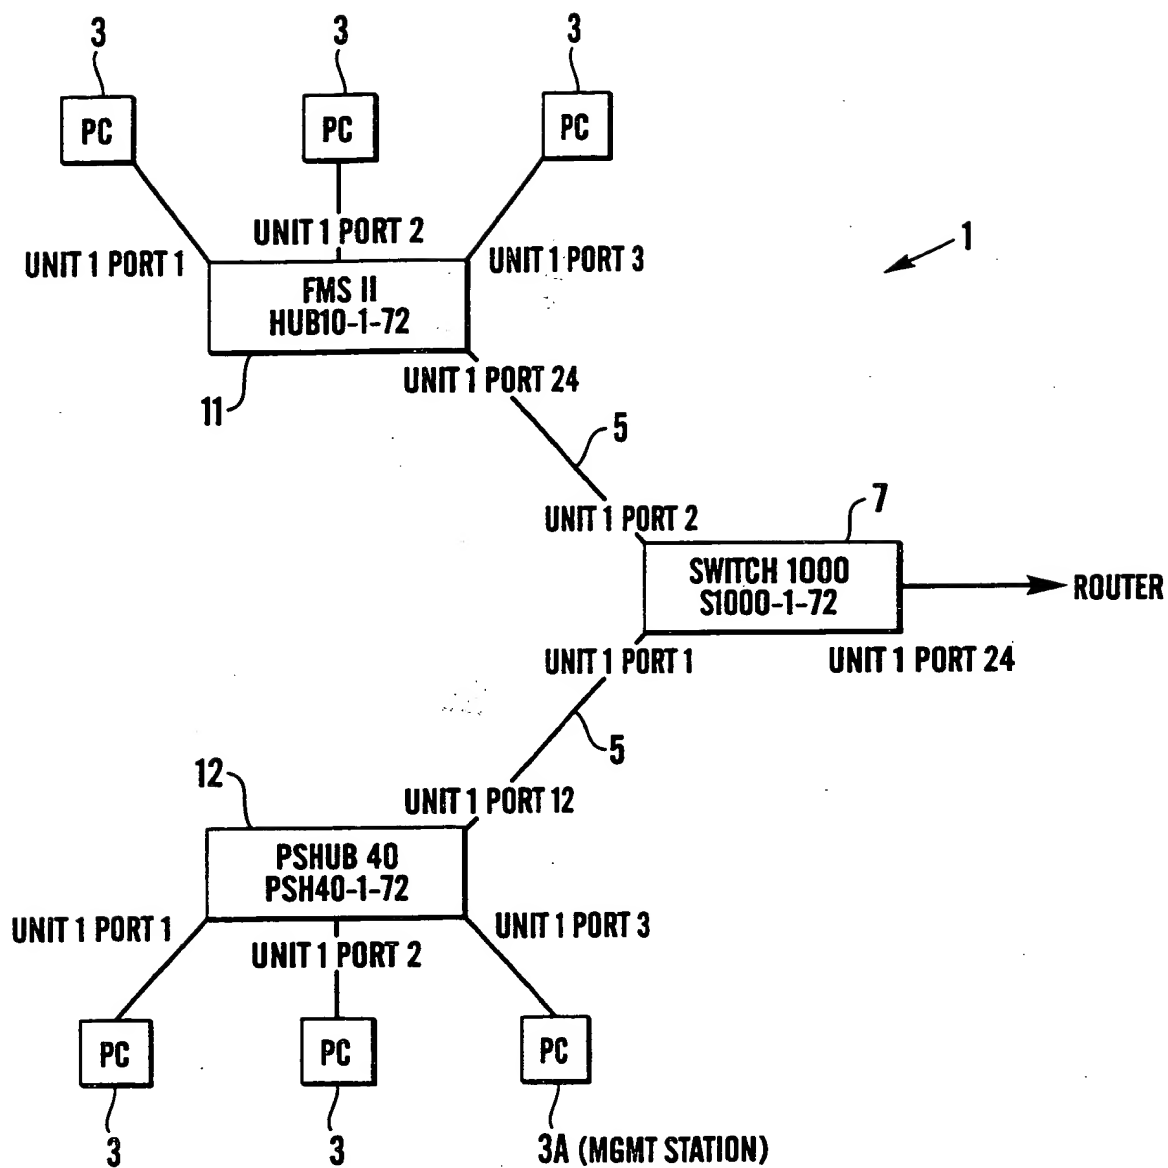 3
3
3
PC
PC
PC
UNIT 1 PORT 2
1
UNIT 1 PORT 1
UNIT 1 PORT 3
FMS II
HUB10-1-72
UNIT 1 PORT 24
11
5
7
UNIT 1 PORT 2
SWITCH 1000
S1000-1-72
ROUTER
UNIT 1 PORT 1
UNIT 1 PORT 24
5
12
UNIT 1 PORT 12
PSHUB 40
PSH40-1-72
UNIT 1 PORT 1
UNIT 1 PORT 3
UNIT 1 PORT 2
PC
PC
PC
3
3
3A (MGMT STATION)